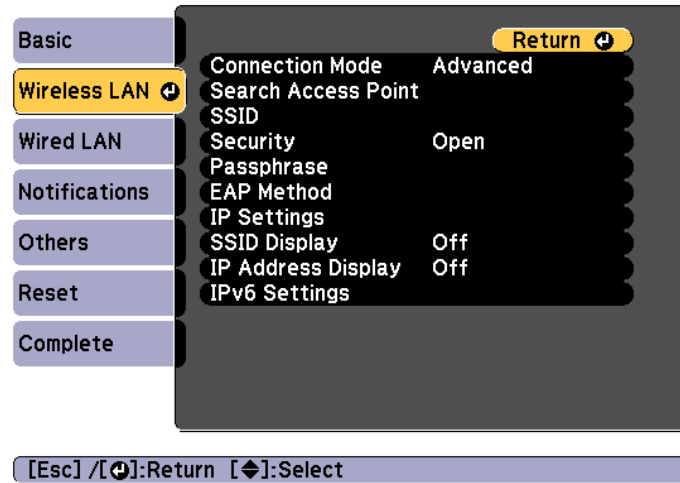 Basic
Wireless LAN
Wired LAN
Notifications
Others
Reset
Complete
Return
Connection Mode Advanced
Search Access Point
SSID
Security Open
Passphrase
EAP Method
IP Settings
SSID Display Off
IP Address Display Off
IPv6 Settings
[Esc] /[⏎]:Return [◆]:Select